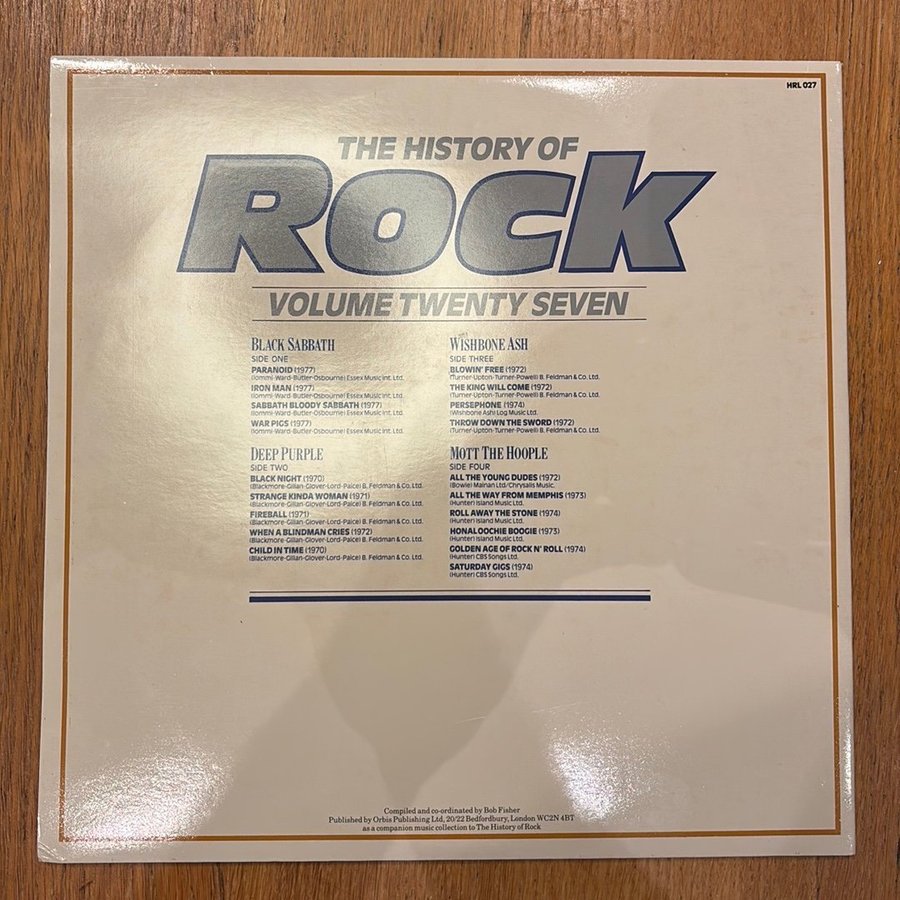 HRL 027
THE HISTORY OF
ROCK
VOLUME TWENTY SEVEN
BLACK SABBATH
SIDE ONE
PARANOID (1977)
(Iommi-Ward-Butler-Osbourne) Essex Music Int. Ltd.
IRON MAN (1977)
(Iommi-Ward-Butler-Osbourne) Essex Music Int. Ltd.
SABBATH BLOODY SABBATH (1977)
(Iommi-Ward-Butler-Osbourne) Essex Music Int. Ltd.
WAR PIGS (1977)
(Iommi-Ward-Butler-Osbourne) Essex Music Int. Ltd.
DEEP PURPLE
SIDE TWO
BLACK NIGHT (1970)
(Blackmore-Gillan-Glover-Lord-Paice) B. Feldman & Co. Ltd.
STRANGE KINDA WOMAN (1971)
(Blackmore-Gillan-Glover-Lord-Paice) B. Feldman & Co. Ltd.
FIREBALL (1971)
(Blackmore-Gillan-Glover-Lord-Paice) B. Feldman & Co. Ltd.
WHEN A BLINDMAN CRIES (1972)
(Blackmore-Gillan-Glover-Lord-Paice) B. Feldman & Co. Ltd.
CHILD IN TIME (1970)
(Blackmore-Gillan-Glover-Lord-Paice) B. Feldman & Co. Ltd.
WISHBONE ASH
SIDE THREE
BLOWIN' FREE (1972)
(Turner-Upton-Turner-Powell) B. Feldman & Co. Ltd.
THE KING WILL COME (1972)
(Turner-Upton-Turner-Powell) B. Feldman & Co. Ltd.
PERSEPHONE (1974)
(Wishbone Ash) Log Music Ltd.
THROW DOWN THE SWORD (1972)
(Turner-Upton-Turner-Powell) B. Feldman & Co. Ltd.
MOTT THE HOOPLE
SIDE FOUR
ALL THE YOUNG DUDES (1972)
(Bowie) Mainan Ltd/Chrysalis Music.
ALL THE WAY FROM MEMPHIS (1973)
(Hunter) Island Music Ltd.
ROLL AWAY THE STONE (1974)
(Hunter) Island Music Ltd.
HONALOOCHIE BOOGIE (1973)
(Hunter) Island Music Ltd.
GOLDEN AGE OF ROCK N' ROLL (1974)
(Hunter) CBS Songs Ltd.
SATURDAY GIGS (1974)
(Hunter) CBS Songs Ltd.
Compiled and co-ordinated by Bob Fisher
Published by Orbis Publishing Ltd, 20/22 Bedfordbury, London WC2N 4BT
as a companion music collection to The History of Rock